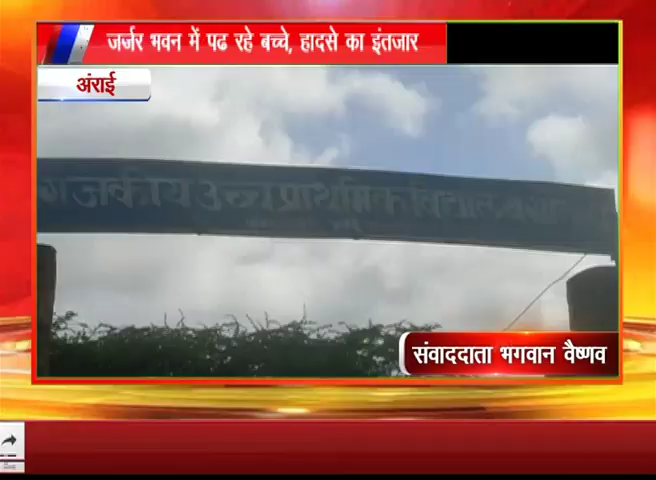 जर्जर भवन में पढ रहे बच्चे, हादसे का इंतजार
अंराई
राजकीय उच्च प्राथमिक विद्यालय
संवाददाता भगवान वैष्णव